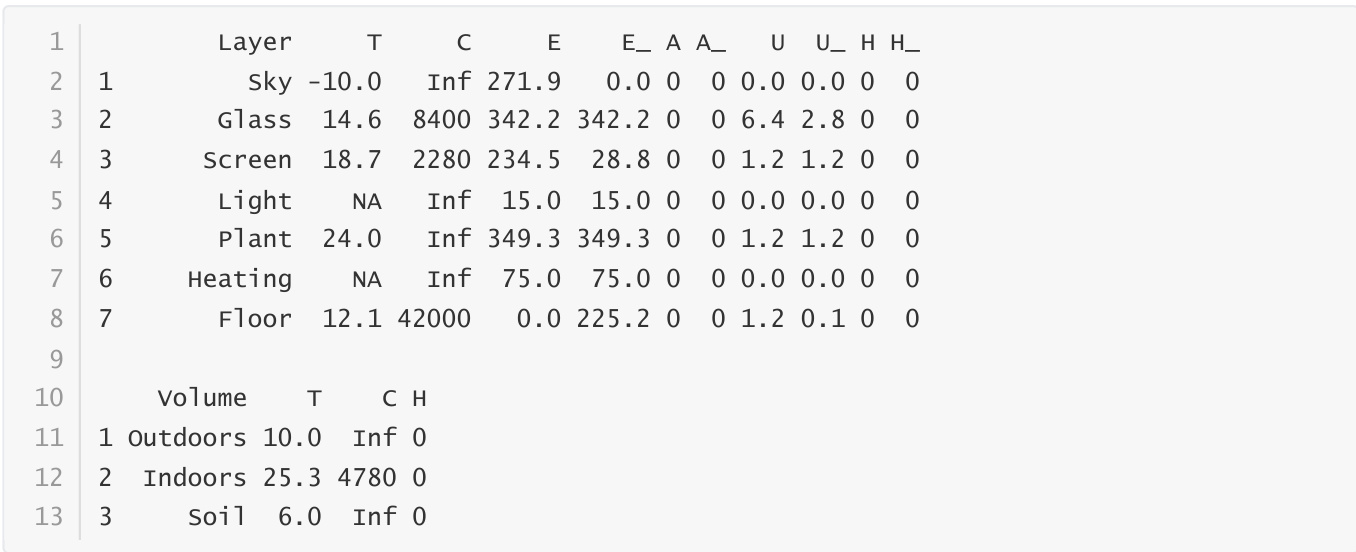 1         Layer     T     C     E    E_ A A_   U  U_ H H_
2 1         Sky -10.0   Inf 271.9   0.0 0  0 0.0 0.0 0  0
3 2       Glass  14.6  8400 342.2 342.2 0  0 6.4 2.8 0  0
4 3      Screen  18.7  2280 234.5  28.8 0  0 1.2 1.2 0  0
5 4       Light    NA   Inf  15.0  15.0 0  0 0.0 0.0 0  0
6 5       Plant  24.0   Inf 349.3 349.3 0  0 1.2 1.2 0  0
7 6     Heating    NA   Inf  75.0  75.0 0  0 0.0 0.0 0  0
8 7       Floor  12.1 42000   0.0 225.2 0  0 1.2 0.1 0  0
9
10     Volume    T    C H
11 1 Outdoors 10.0  Inf 0
12 2  Indoors 25.3 4780 0
13 3     Soil  6.0  Inf 0